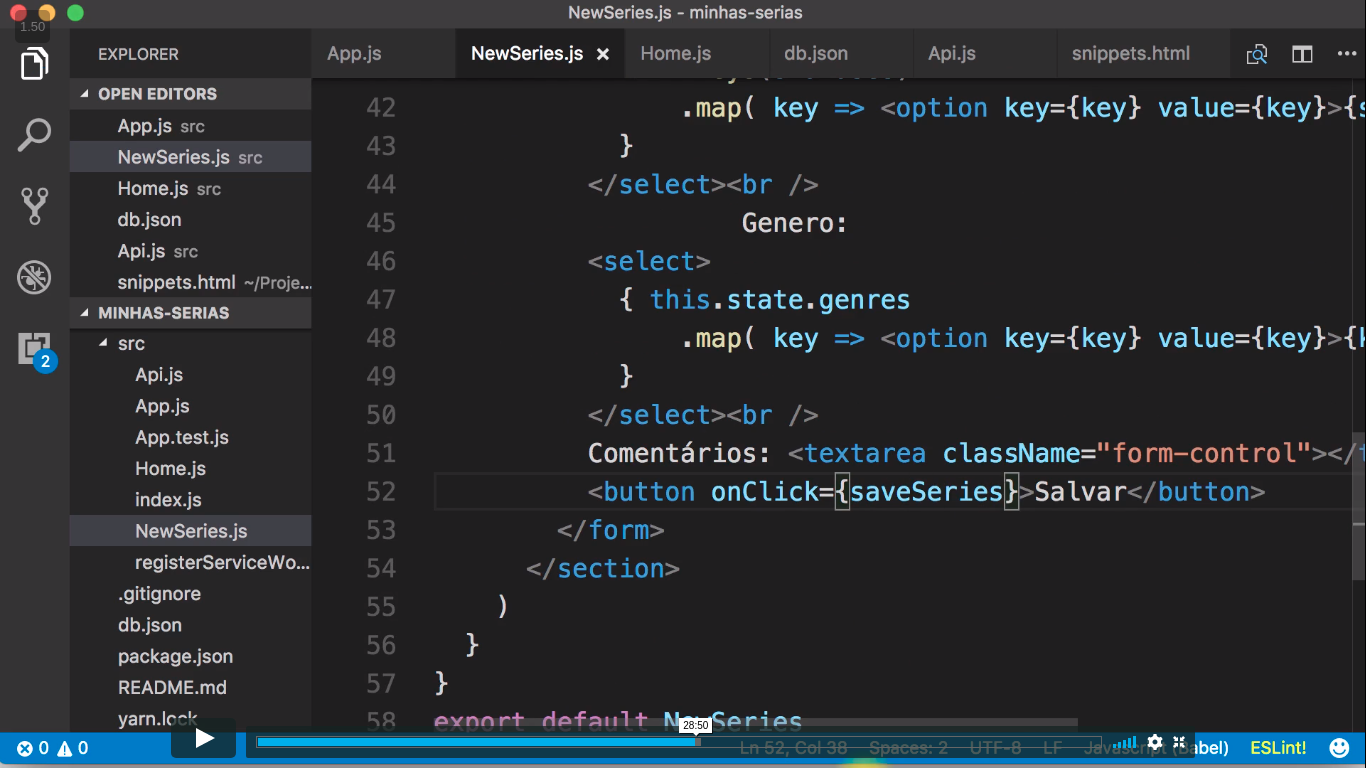 NewSeries.js - minhas-serias
1.50
EXPLORER
App.js
NewSeries.js ×
Home.js
db.json
Api.js
snippets.html
OPEN EDITORS
App.js src
NewSeries.js src
Home.js src
db.json
Api.js src
snippets.html ~/Proje...
MINHAS-SERIAS
src
Api.js
App.js
App.test.js
Home.js
index.js
NewSeries.js
registerServiceWo...
.gitignore
db.json
package.json
README.md
yarn.lock
2
42 .map( key => <option key={key} value={key}>{s
43 }
44 </select><br />
45 Genero:
46 <select>
47 { this.state.genres
48 .map( key => <option key={key} value={key}>{k
49 }
50 </select><br />
51 Comentários: <textarea className="form-control"></t
52 <button onClick={saveSeries}>Salvar</button>
53 </form>
54 </section>
55 )
56 }
57 }
58 export default NewSeries
28:50
0 0
Ln 52, Col 38 Spaces: 2 UTF-8 LF Javascript (Babel) ESLint!